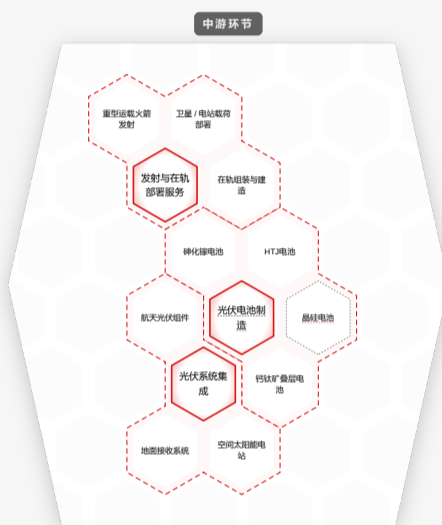 中游环节
重型运载火箭
发射
卫星 / 电站载荷
部署
发射与在轨
部署服务
在轨组装与建
造
砷化镓电池
HTJ电池
航天光伏组件
光伏电池制
造
晶硅电池
光伏系统集
成
钙钛矿叠层电
池
地面接收系统
空间太阳能电
站